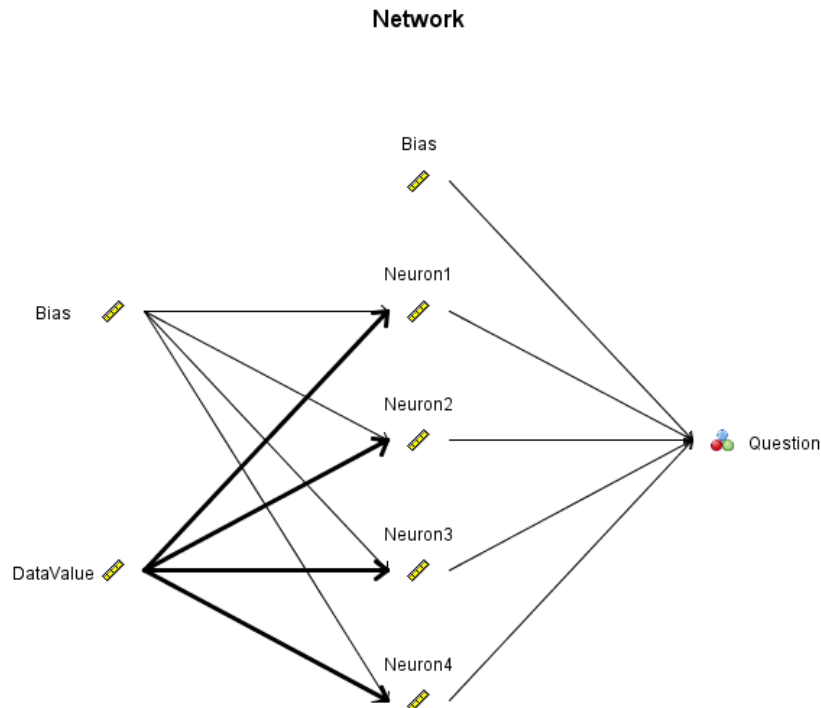 Network
Bias
Neuron1
Bias
Neuron2
Question
Neuron3
DataValue
Neuron4